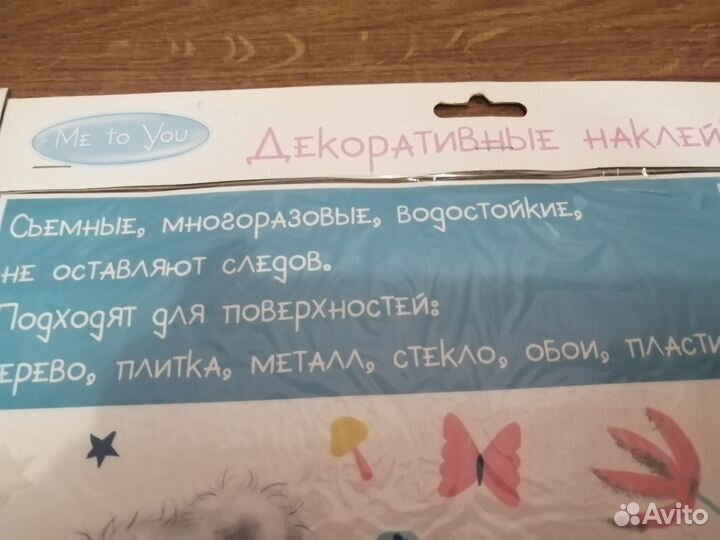 Me to You
Декоративные наклей
Сьемные, многоразовые, водостойкие,
не оставляют следов.
Подходят для поверхностей:
ерево, плитка, металл, стекло, обои, пласти
Avito